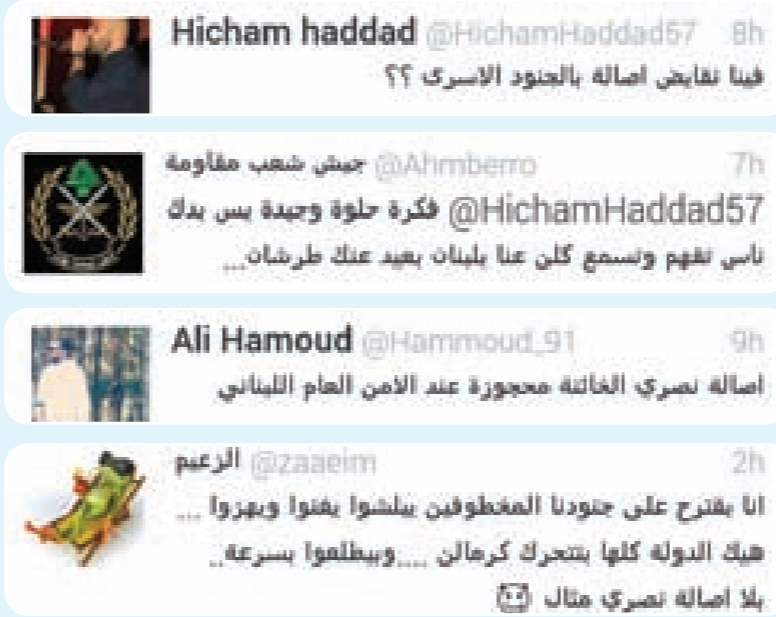 Hicham haddad @HichamHaddad57 8h
فينا نقايض اصالة بالجنود الاسرى ؟؟
جيش شعب مقاومة @Ahmberro 7h
@HichamHaddad57 فكرة حلوة وجيدة بس بدك
ناس تفهم وتسمع كلن عنا بلبنات بعيد عنك طرشات...
Ali Hamoud @Hammoud_91 9h
اصالة نصري الخائنة محجوزة عند الامن العام اللبناني
الزعيم @zaaeim 2h
انا بقترح على جنودنا المخطوفين يبلشوا يغنوا ويهزوا ...
هيك الدولة كلها بتتحرك كرمالن ....وبيطلعوا بسرعة..
يلا اصالة نصري مثال